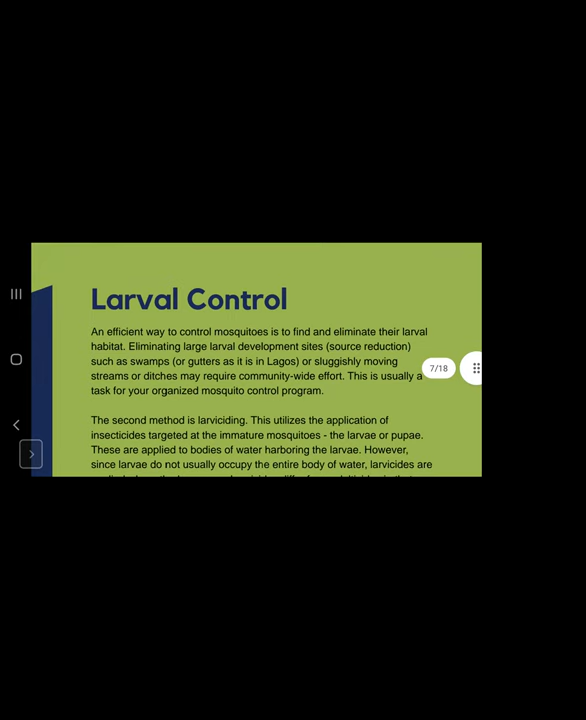 Larval Control
An efficient way to control mosquitoes is to find and eliminate their larval
habitat. Eliminating large larval development sites (source reduction)
such as swamps (or gutters as it is in Lagos) or sluggishly moving
streams or ditches may require community-wide effort. This is usually a
task for your organized mosquito control program.
7/18
The second method is larviciding. This utilizes the application of
insecticides targeted at the immature mosquitoes - the larvae or pupae.
These are applied to bodies of water harboring the larvae. However,
since larvae do not usually occupy the entire body of water, larvicides are